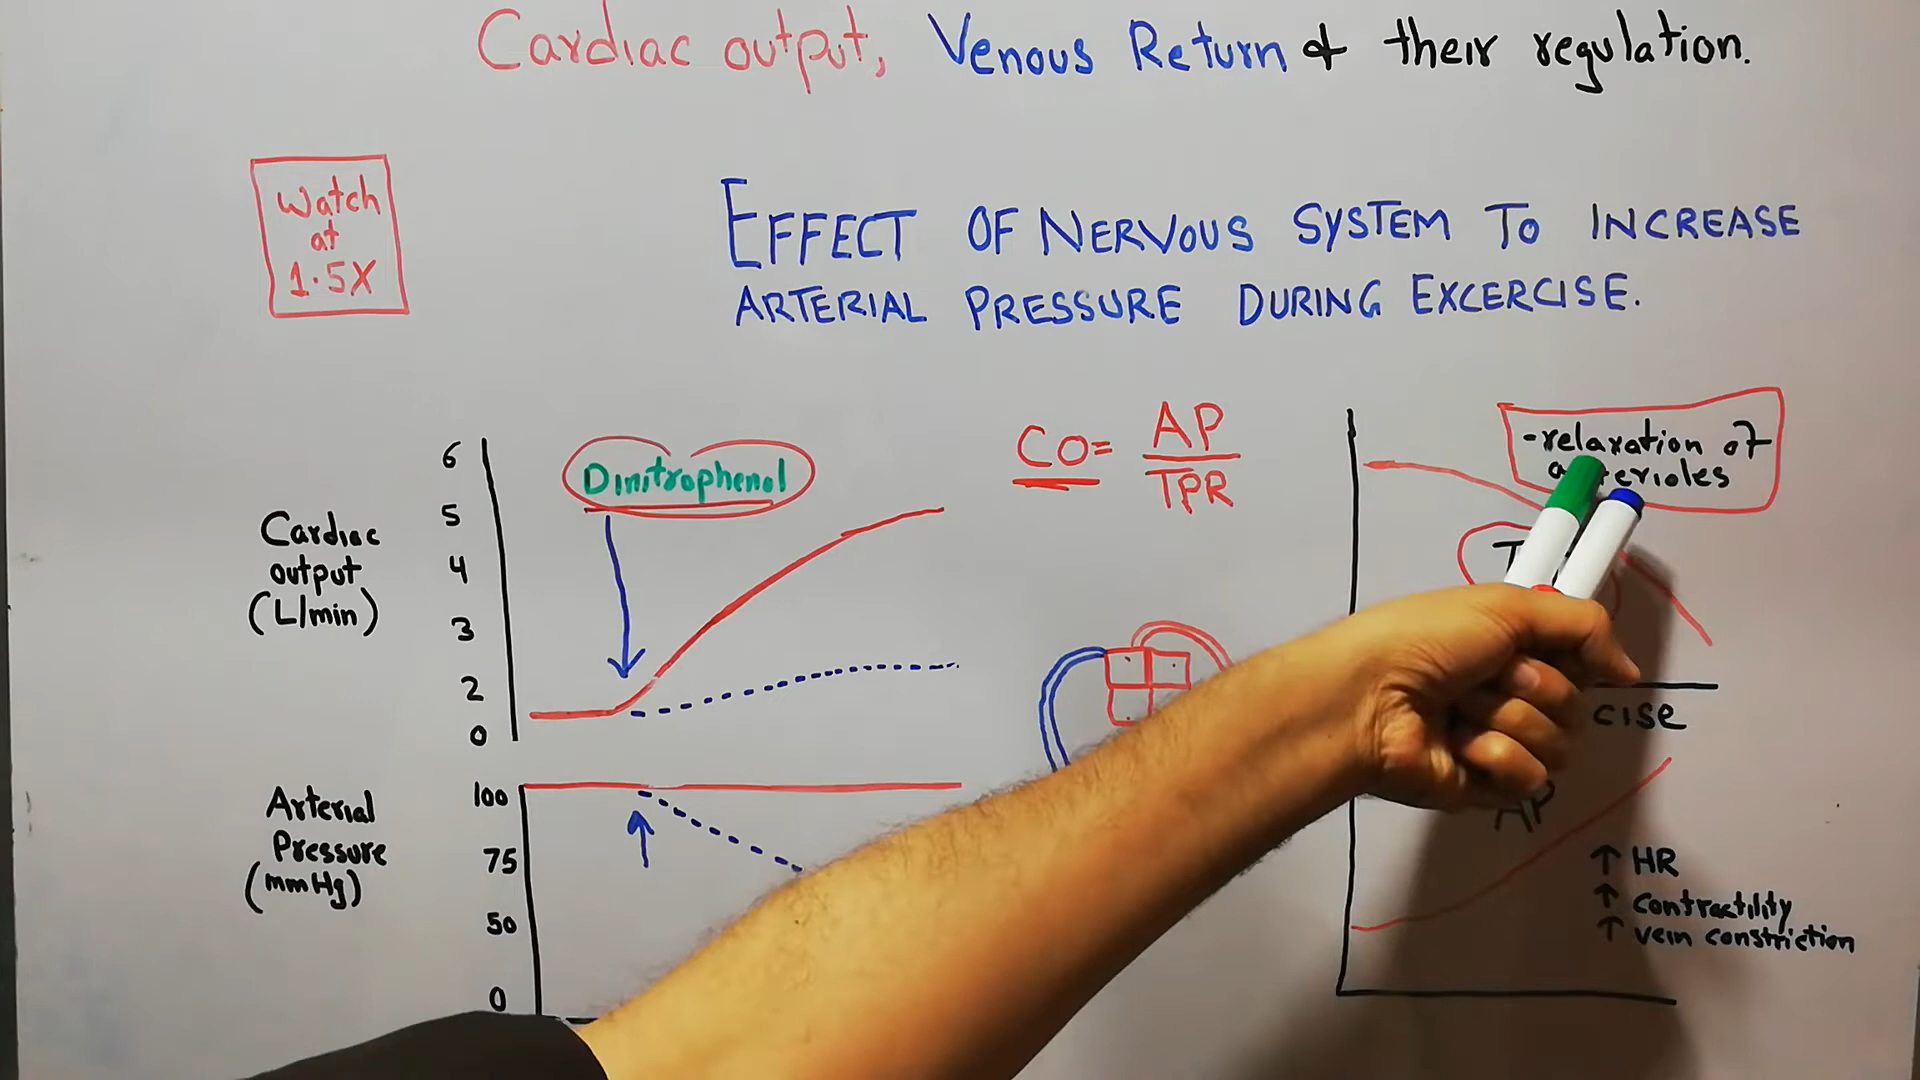 Cardiac output, Venous Return & their regulation.
Watch
at
1.5X
EFFECT OF NERVOUS SYSTEM TO INCREASE
ARTERIAL PRESSURE DURING EXCERCISE.
Cardiac
output
(L/min)
6
5
4
3
2
0
Dinitrophenol
CO = AP
TPR
-relaxation of
cise
Arterial
Pressure
(mmHg)
100
75
50
0
AP
↑ HR
↑ contractility
↑ vein constriction